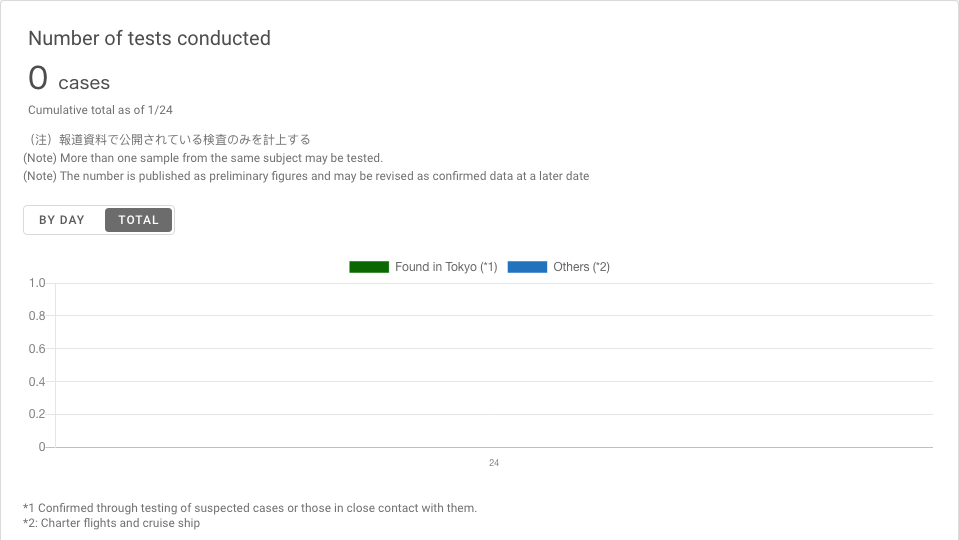 Number of tests conducted
0 cases
Cumulative total as of 1/24
（注）報道資料で公開されている検査のみを計上する
(Note) More than one sample from the same subject may be tested.
(Note) The number is published as preliminary figures and may be revised as confirmed data at a later date
BY DAY TOTAL
Found in Tokyo (*1) Others (*2)
1.0
0.8
0.6
0.4
0.2
0
24
*1 Confirmed through testing of suspected cases or those in close contact with them.
*2: Charter flights and cruise ship